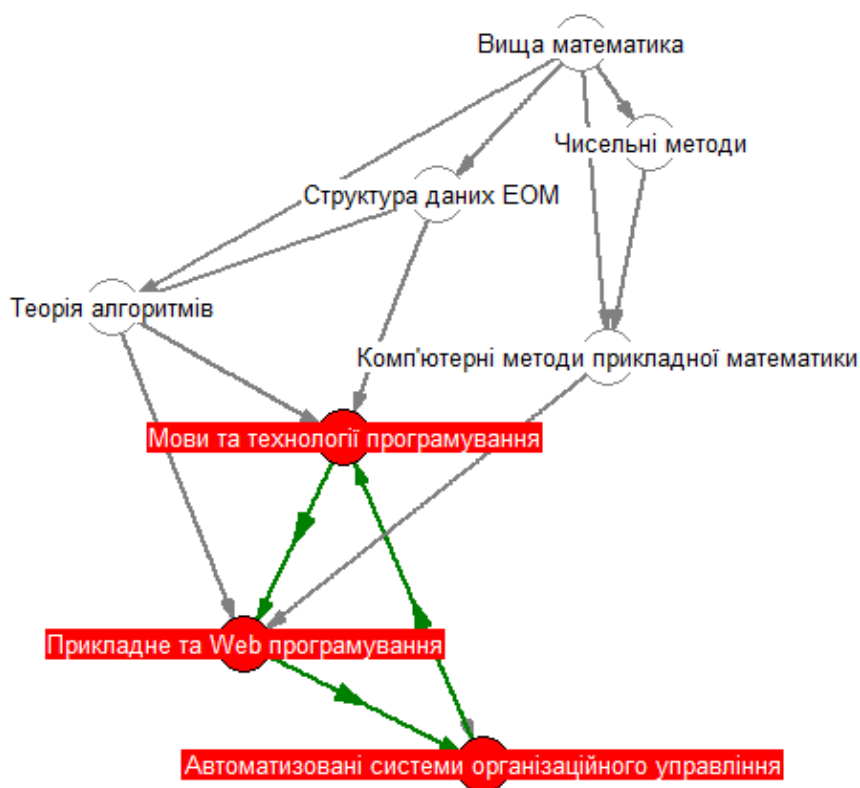 Вища математика
Чисельні методи
Структура даних ЕОМ
Теорія алгоритмів
Комп'ютерні методи прикладної математики
Мови та технології програмування
Прикладне та Web програмування
Автоматизовані системи організаційного управління